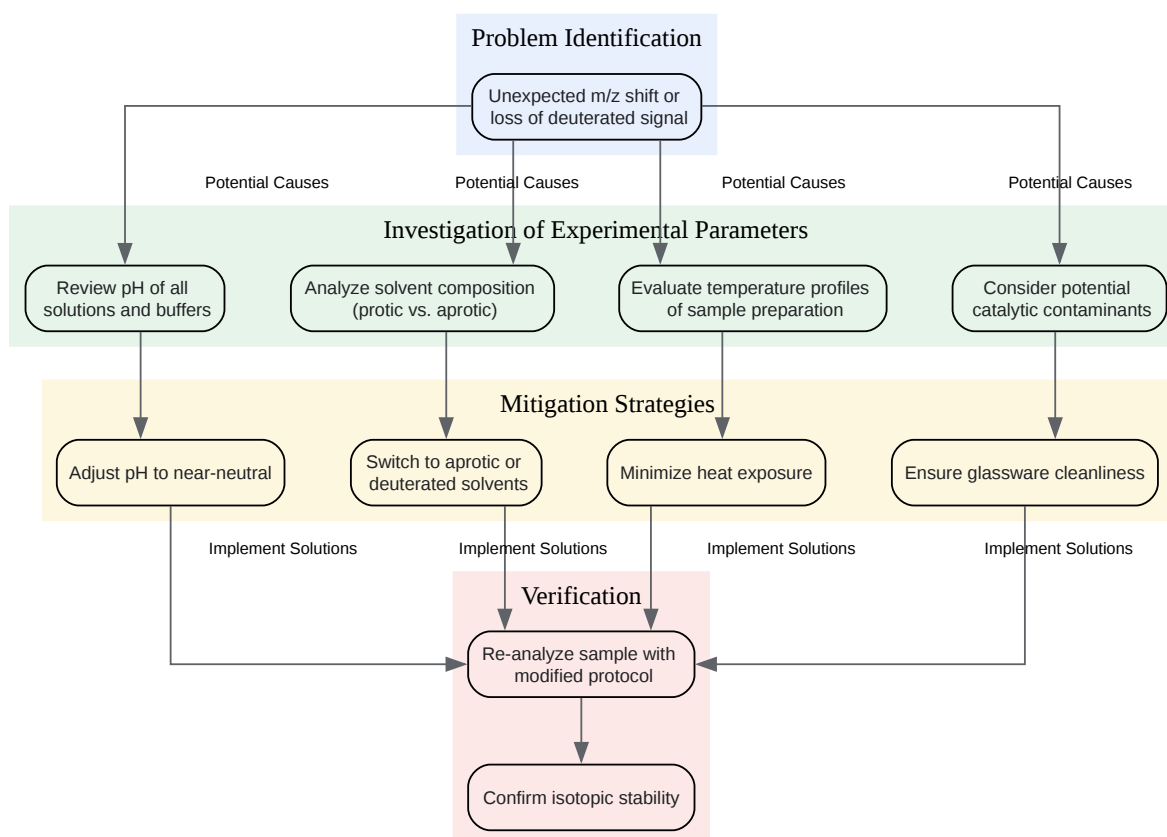 Problem Identification
Unexpected m/z shift or
loss of deuterated signal
Potential Causes
Potential Causes
Potential Causes
Potential Causes
Investigation of Experimental Parameters
Review pH of all
solutions and buffers
Analyze solvent composition
(protic vs. aprotic)
Evaluate temperature profiles
of sample preparation
Consider potential
catalytic contaminants
Mitigation Strategies
Adjust pH to near-neutral
Switch to aprotic or
deuterated solvents
Minimize heat exposure
Ensure glassware cleanliness
Implement Solutions
Implement Solutions
Implement Solutions
Implement Solutions
Verification
Re-analyze sample with
modified protocol
Confirm isotopic stability